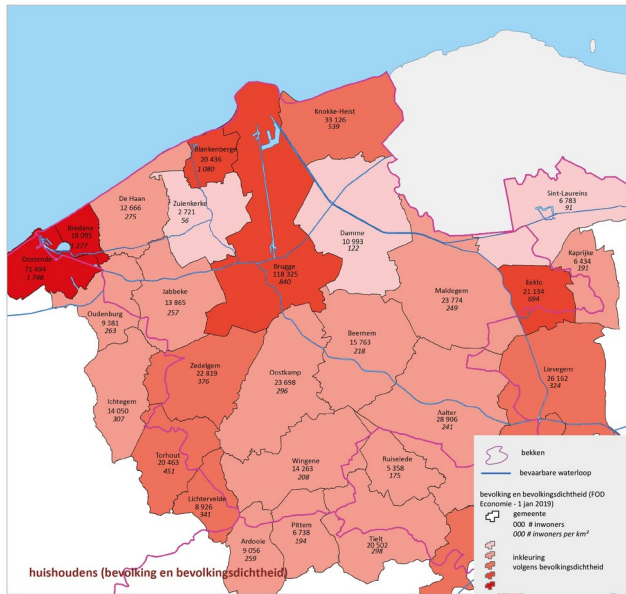 Knokke-Heist
33 126
539
Blankenberge
20 436
1 080
De Haan
12 666
275
Zuienkerke
2 721
56
Sint-Laureins
6 783
91
Bredene
18 005
1 277
Damme
10 993
122
Kaprijke
6 434
191
Oostende
71 494
1 748
Brugge
118 325
840
Jabbeke
13 865
257
Maldegem
23 774
249
Eeklo
21 134
694
Oudenburg
9 381
263
Beernem
15 763
218
Zedelgem
22 819
376
Oostkamp
23 698
296
Lievegem
26 162
324
Ichtegem
14 050
307
Aalter
28 906
241
Torhout
20 463
451
Wingene
14 263
208
Ruiselede
5 358
175
Lichtervelde
8 926
341
Ardooie
9 056
259
Pittem
6 738
194
Tielt
20 502
298
bekken
bevaarbare waterloop
bevolking en bevolkingsdichtheid (FOD
Economie - 1 jan 2019)
gemeente
000 # inwoners
000 # inwoners per km²
inkleuring
volgens bevolkingsdichtheid
huishoudens (bevolking en bevolkingsdichtheid)